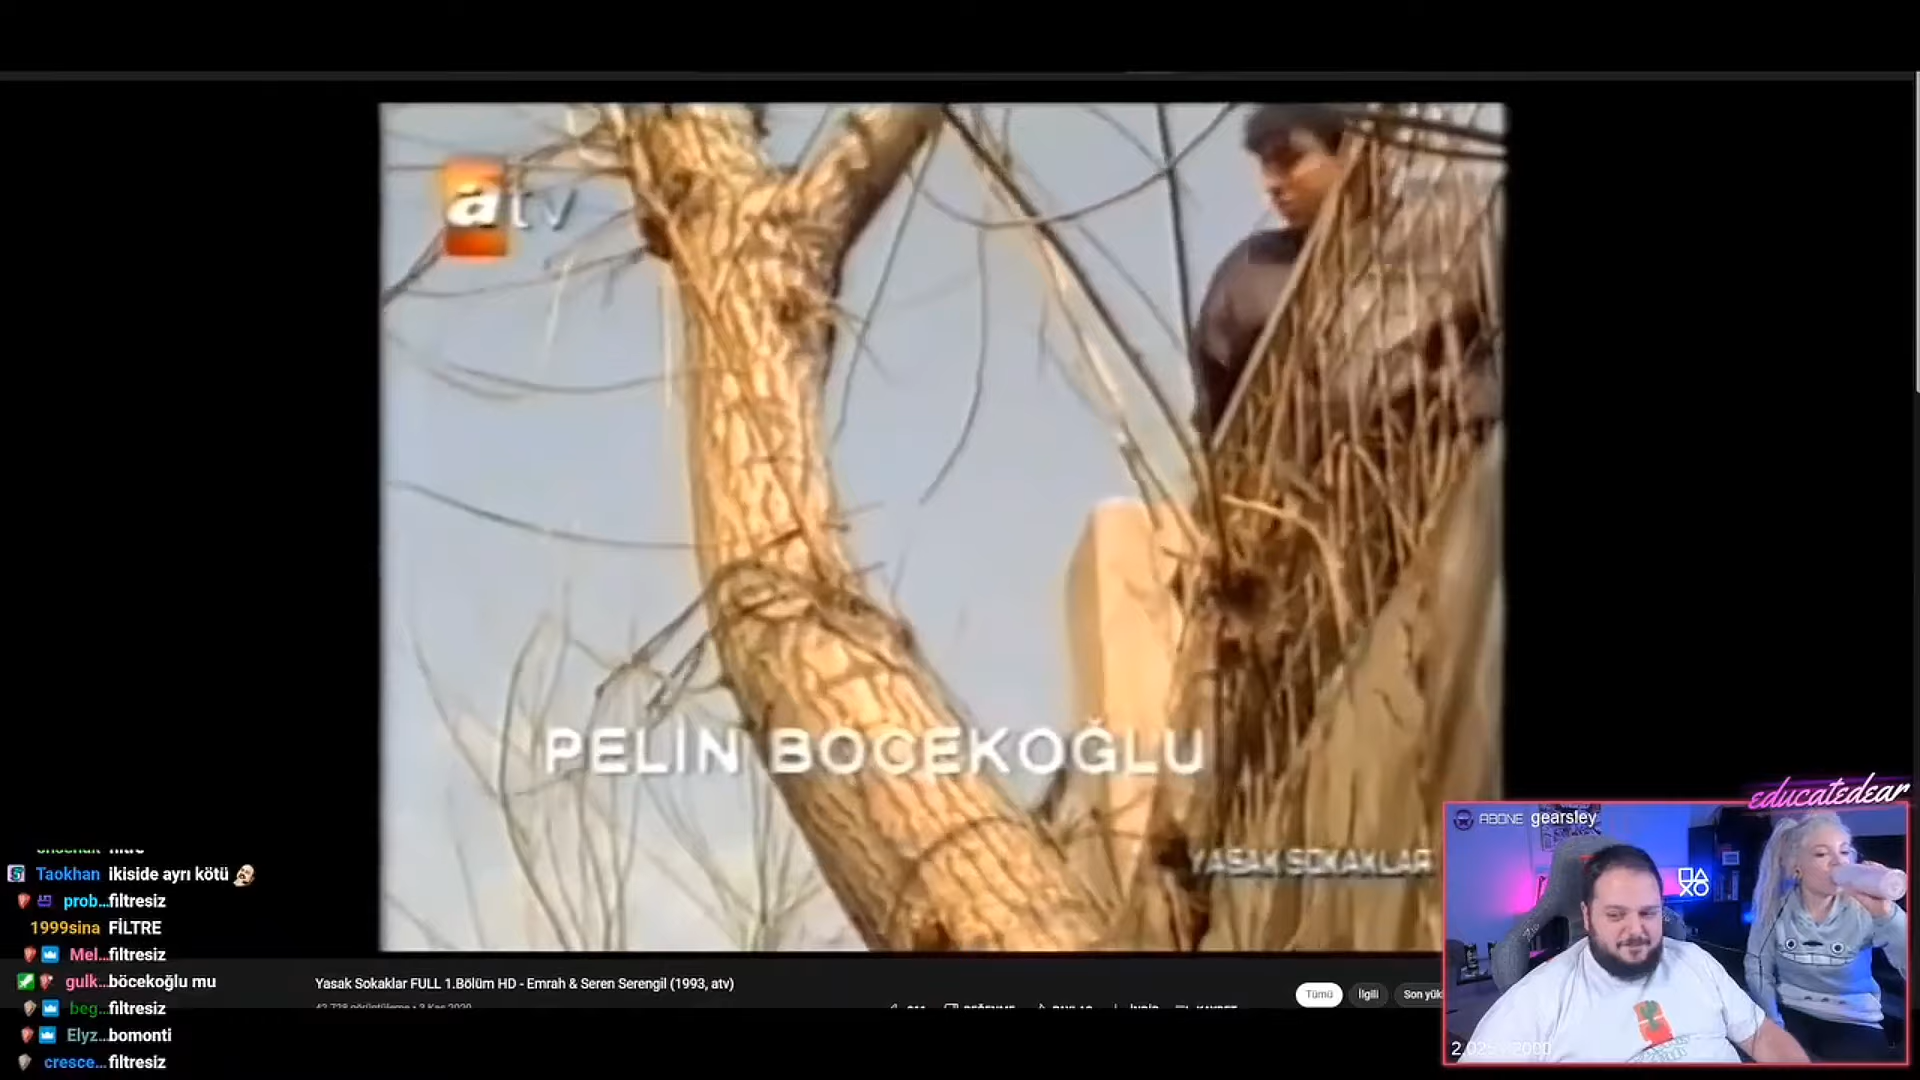 atv
PELİN BÖCEKOĞLU
YASAK SOKAKLAR
educatedear
ABONE gearsley
Taokhan ikiside ayrı kötü
prob...filtresiz
1999sina FİLTRE
Mel...filtresiz
gulk...böcekoğlu mu
beg...filtresiz
Elyz...bomonti
cresce...filtresiz
Yasak Sokaklar FULL 1.Bölüm HD - Emrah & Seren Serengil (1993, atv)
Tümü
İlgili
Son yük